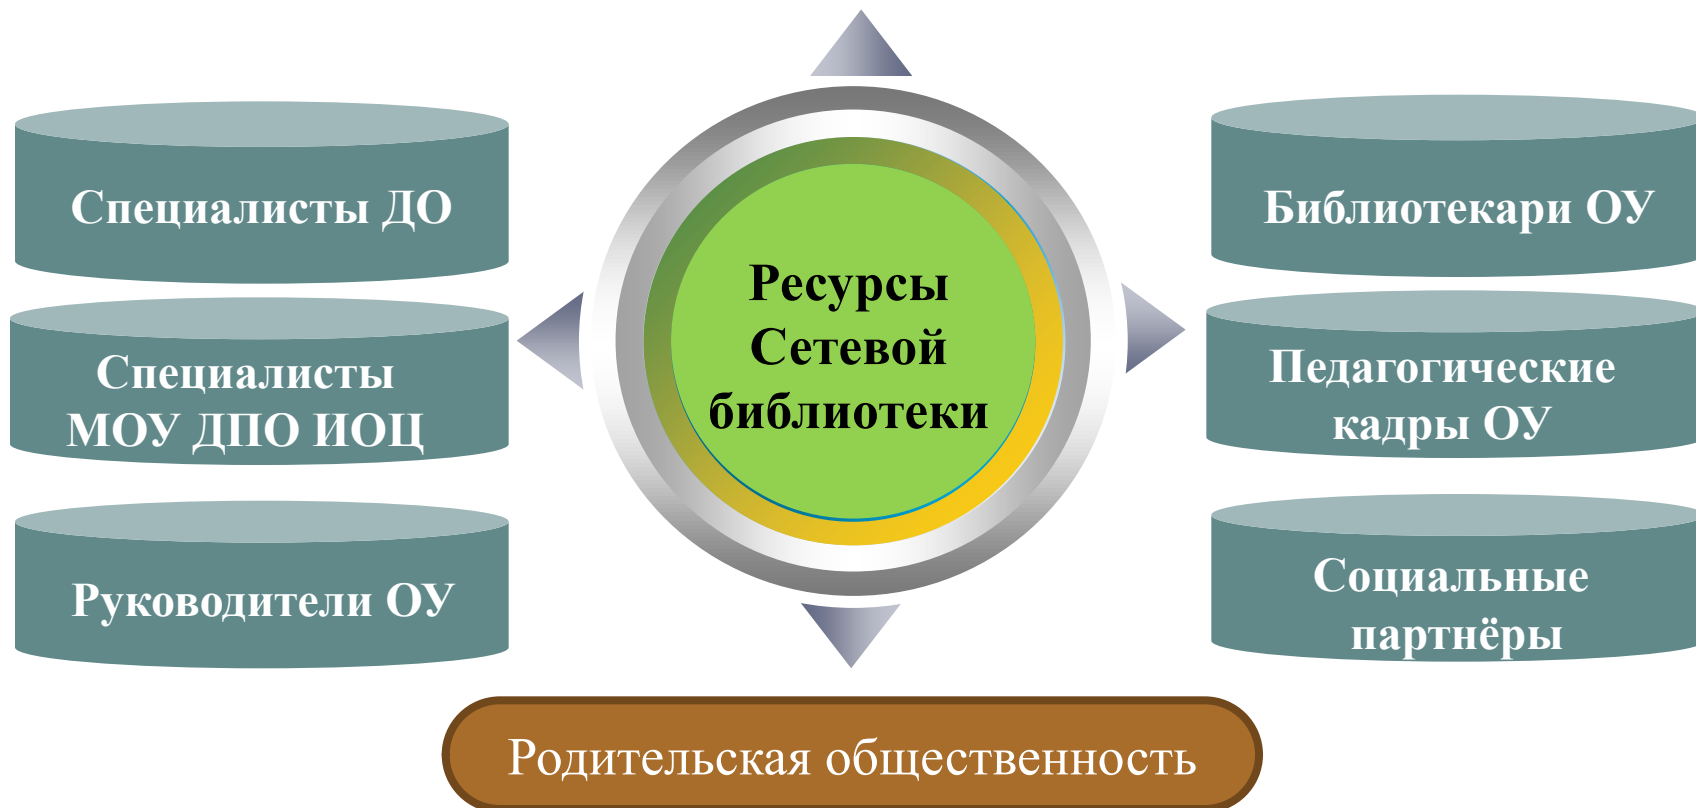 Специалисты ДО
Специалисты
МОУ ДПО ИОЦ
Руководители ОУ
Ресурсы
Сетевой
библиотеки
Библиотекари ОУ
Педагогические
кадры ОУ
Социальные
партнёры
Родительская общественность